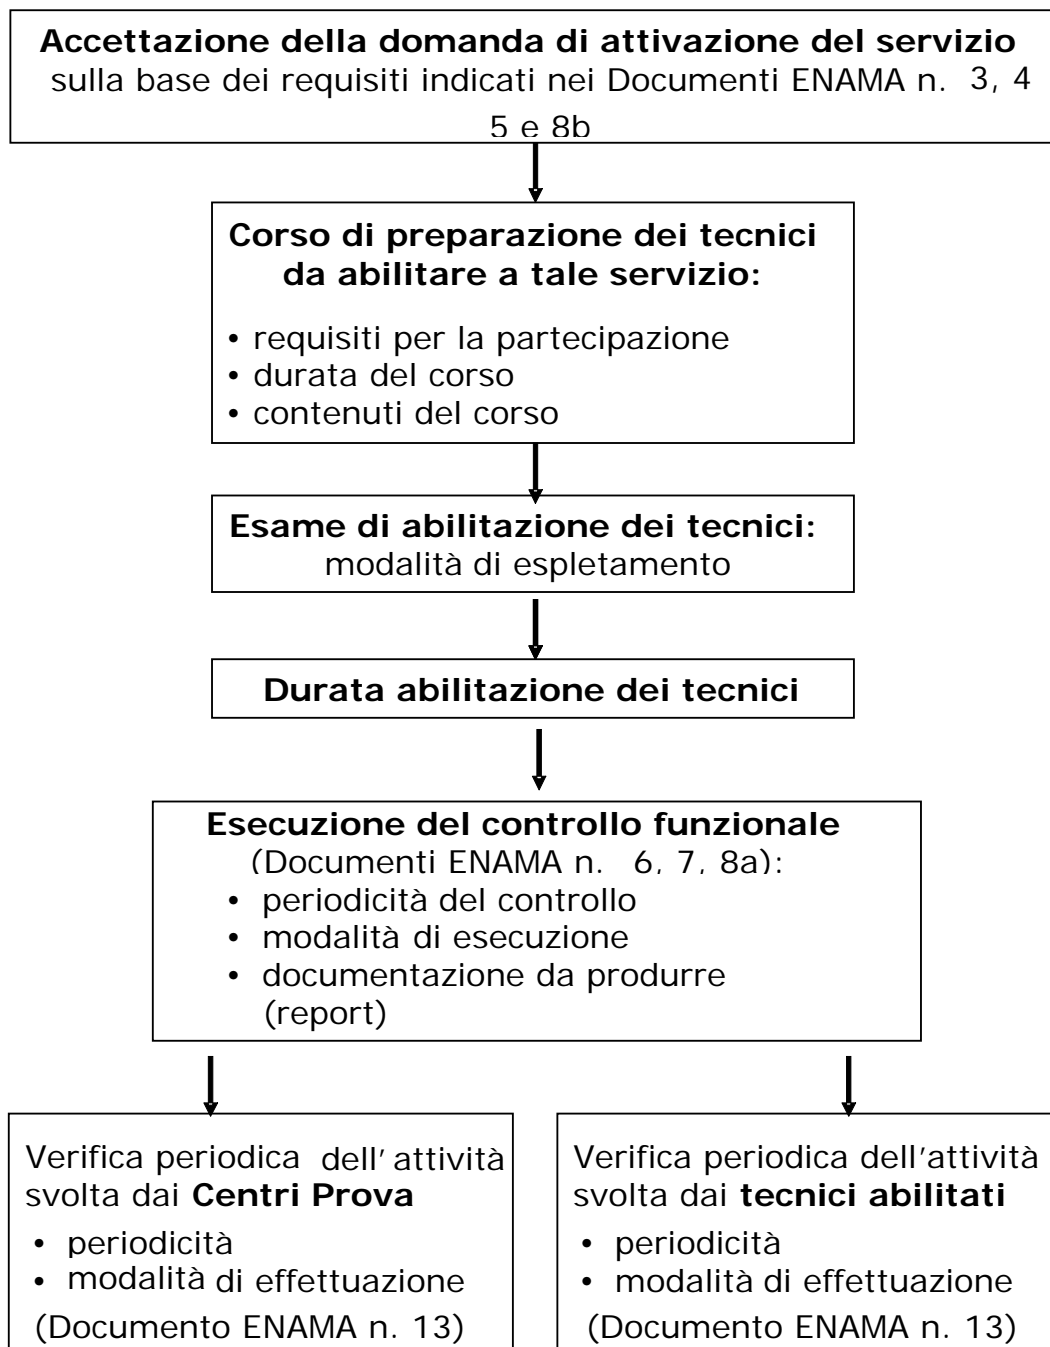 Accettazione della domanda di attivazione del servizio
sulla base dei requisiti indicati nei Documenti ENAMA n. 3, 4
5 e 8b
Corso di preparazione dei tecnici
da abilitare a tale servizio:
• requisiti per la partecipazione
• durata del corso
• contenuti del corso
Esame di abilitazione dei tecnici:
modalità di espletamento
Durata abilitazione dei tecnici
Esecuzione del controllo funzionale
(Documenti ENAMA n. 6, 7, 8a):
• periodicità del controllo
• modalità di esecuzione
• documentazione da produrre
(report)
Verifica periodica dell'attività
svolta dai Centri Prova
• periodicità
• modalità di effettuazione
(Documento ENAMA n. 13)
Verifica periodica dell'attività
svolta dai tecnici abilitati
• periodicità
• modalità di effettuazione
(Documento ENAMA n. 13)